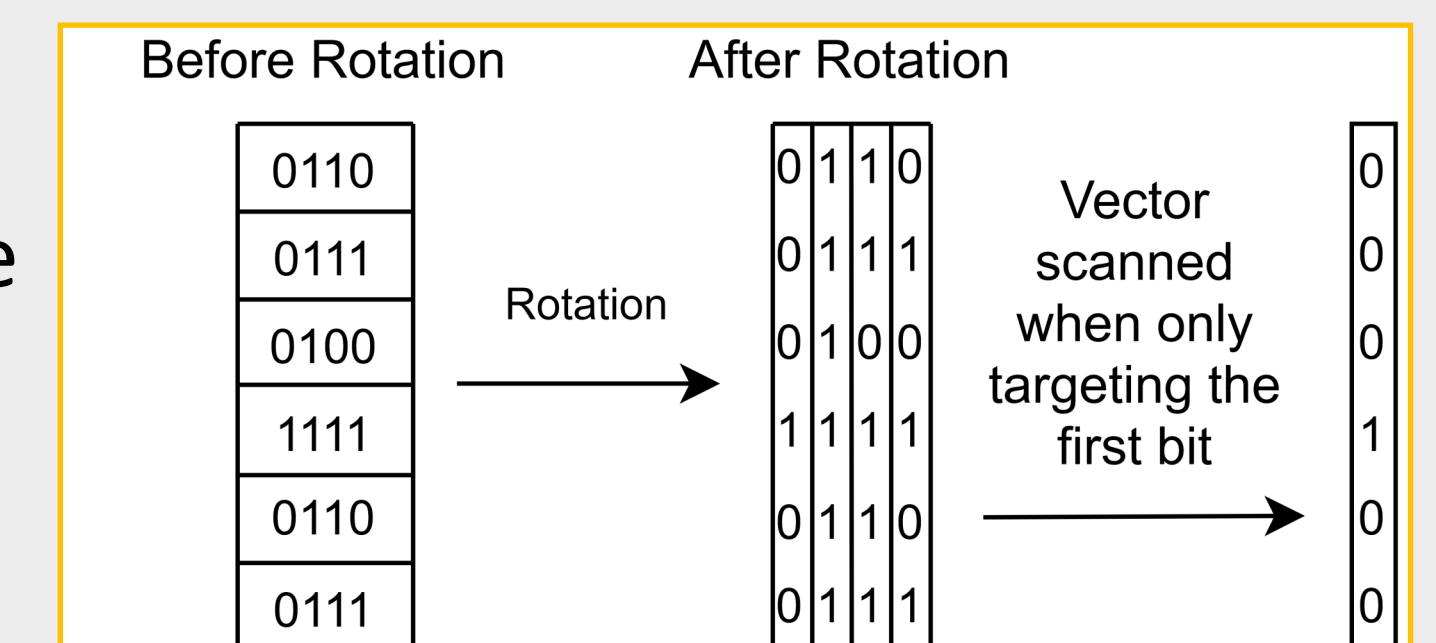 Before Rotation
After Rotation
0110
0111
0100
1111
0110
0111
Rotation
0 1 1 0
0 1 1 1
0 1 0 0
1 1 1 1
0 1 1 0
0 1 1 1
Vector
scanned
when only
targeting the
first bit
0
0
0
1
0
0
e